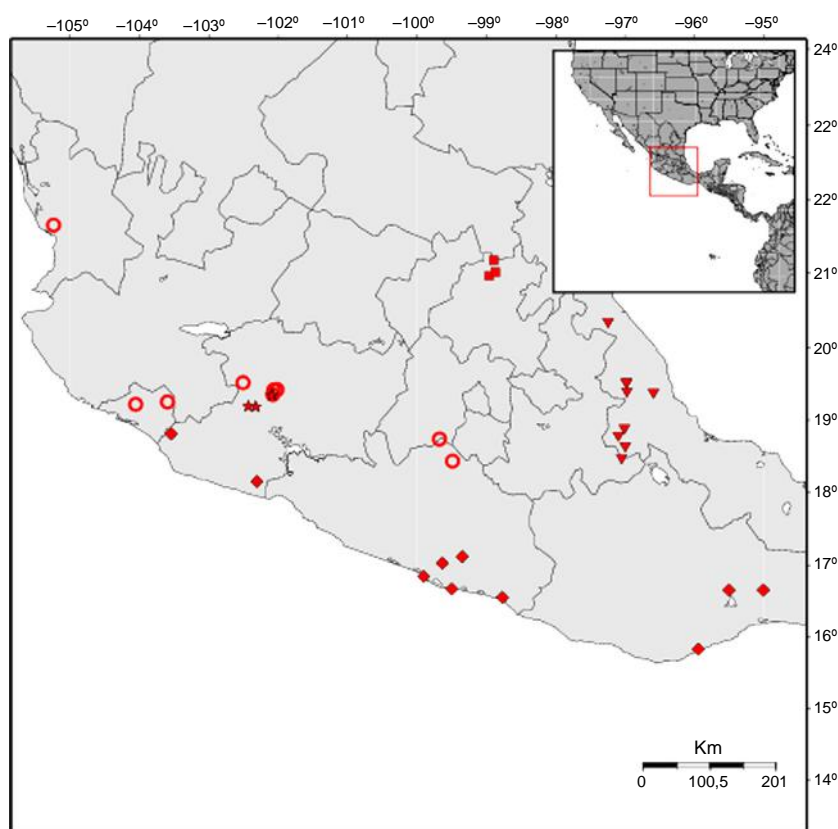 –105º –104º –103º –102º –101º –100º –99º –98º –97º –96º –95º
24º
22º
22º
21º
20º
19º
18º
17º
16º
15º
14º
Km
0 100,5 201